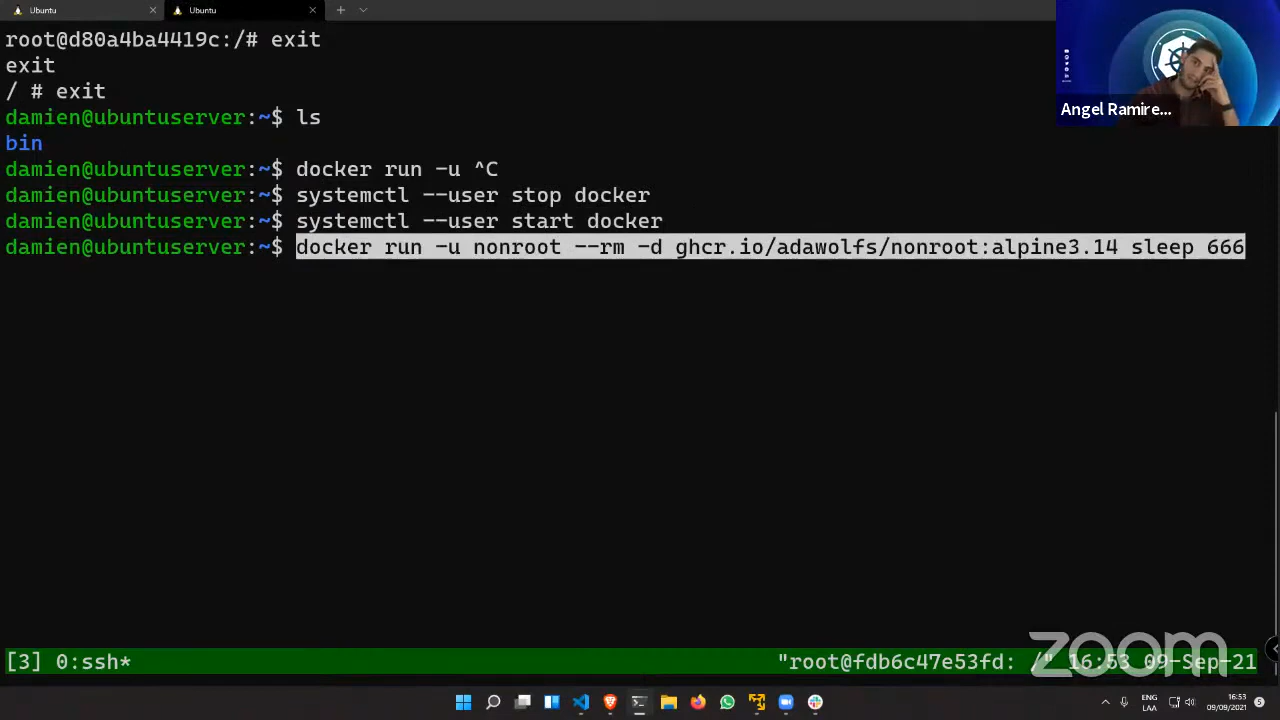 Ubuntu
Ubuntu
root@d80a4ba4419c:/# exit
exit
/ # exit
damien@ubuntuserver:~$ ls
bin
damien@ubuntuserver:~$ docker run -u ^C
damien@ubuntuserver:~$ systemctl --user stop docker
damien@ubuntuserver:~$ systemctl --user start docker
damien@ubuntuserver:~$ docker run -u nonroot --rm -d ghcr.io/adawolfs/nonroot:alpine3.14 sleep 666
Angel Ramire...
zoom
[3] 0:ssh* "root@fdb6c47e53fd: /" 16:53 09-Sep-21
ENG
LAA
16:53
09/09/2021
5